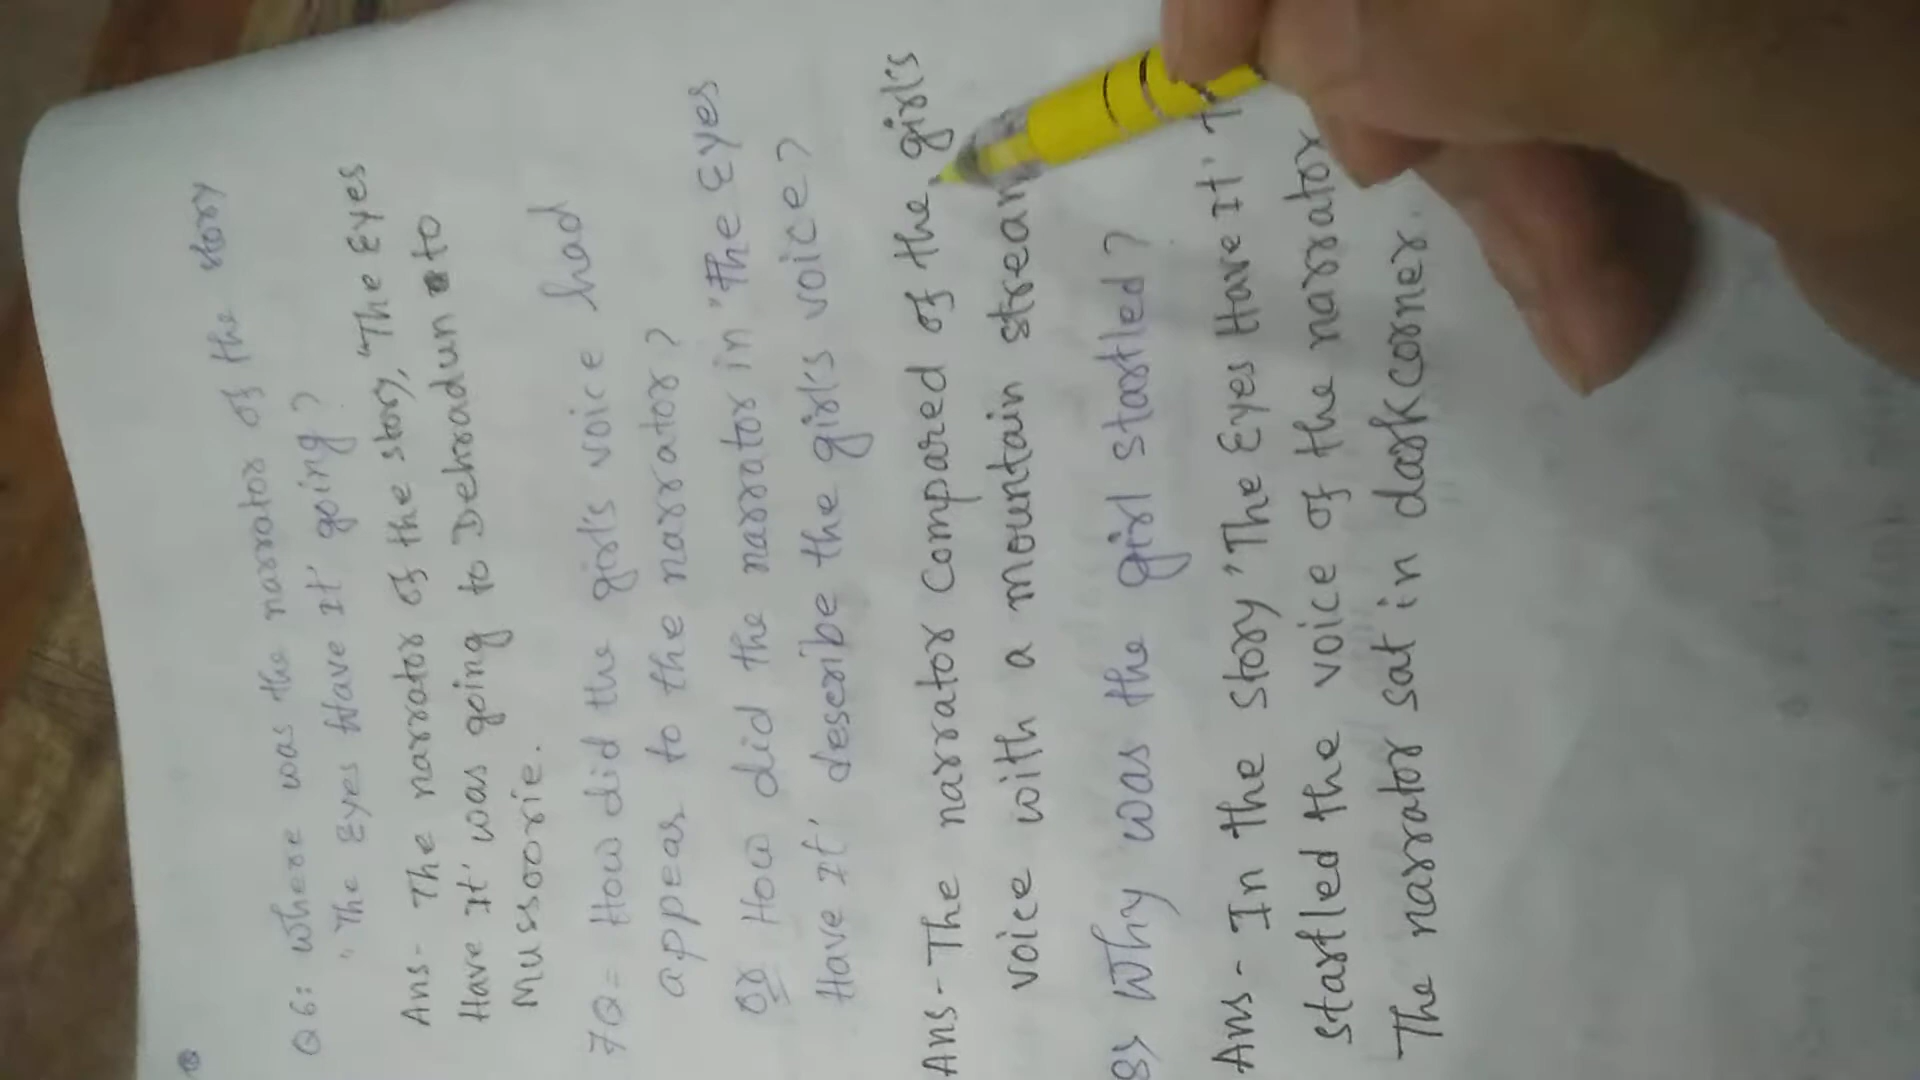 Q6: Where was the narrator of the story
'The Eyes Have It' going?
Ans- The narrator of the story, "The Eyes
Have It' was going to Dehradun to
Mussoorie.
7Q= How did the girl's voice had
appear to the narrator?
or How did the narrator in "The Eyes
Have It' describe the girl's voice?
Ans- The narrator compared of the girl's
voice with a mountain stream
8> Why was the girl startled?
Ans- In the story 'The Eyes Have It'
startled the voice of the narrator
The narrator sat in dark corner.